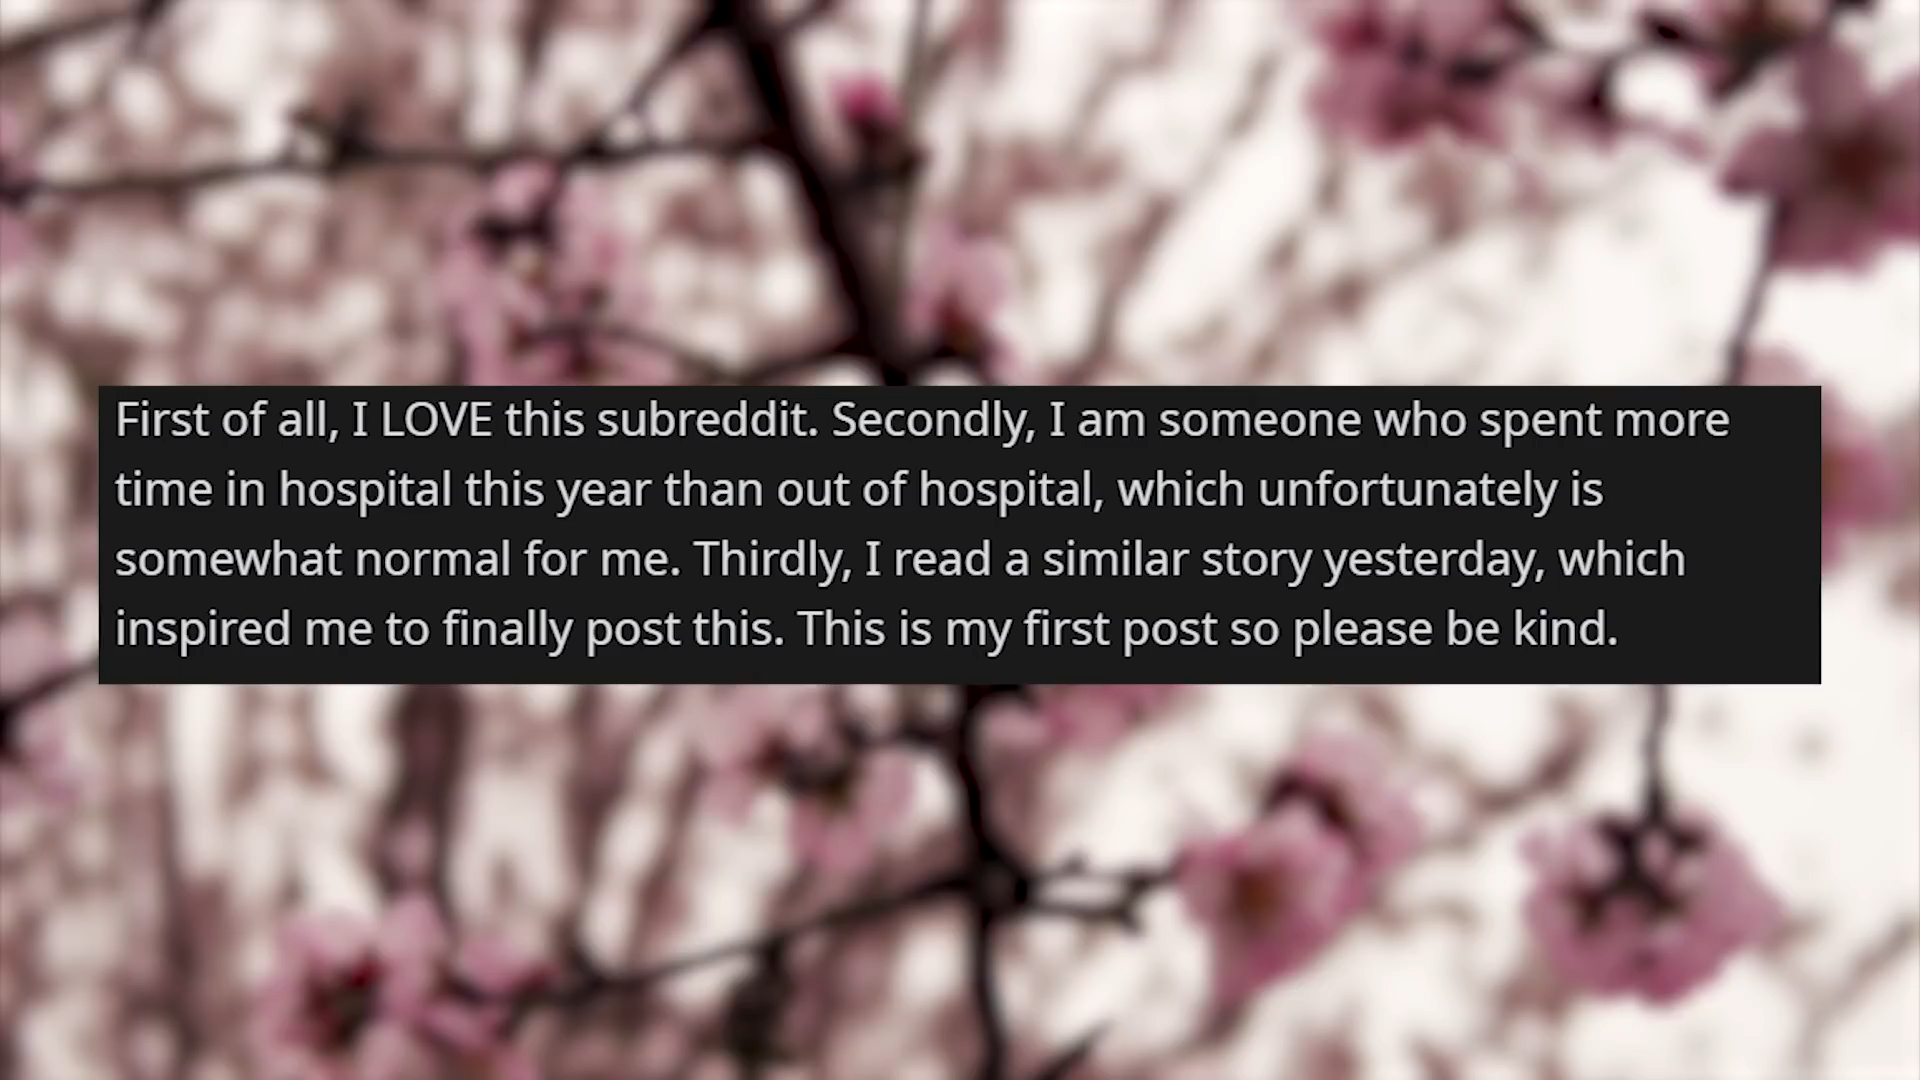 First of all, I LOVE this subreddit. Secondly, I am someone who spent more
time in hospital this year than out of hospital, which unfortunately is
somewhat normal for me. Thirdly, I read a similar story yesterday, which
inspired me to finally post this. This is my first post so please be kind.